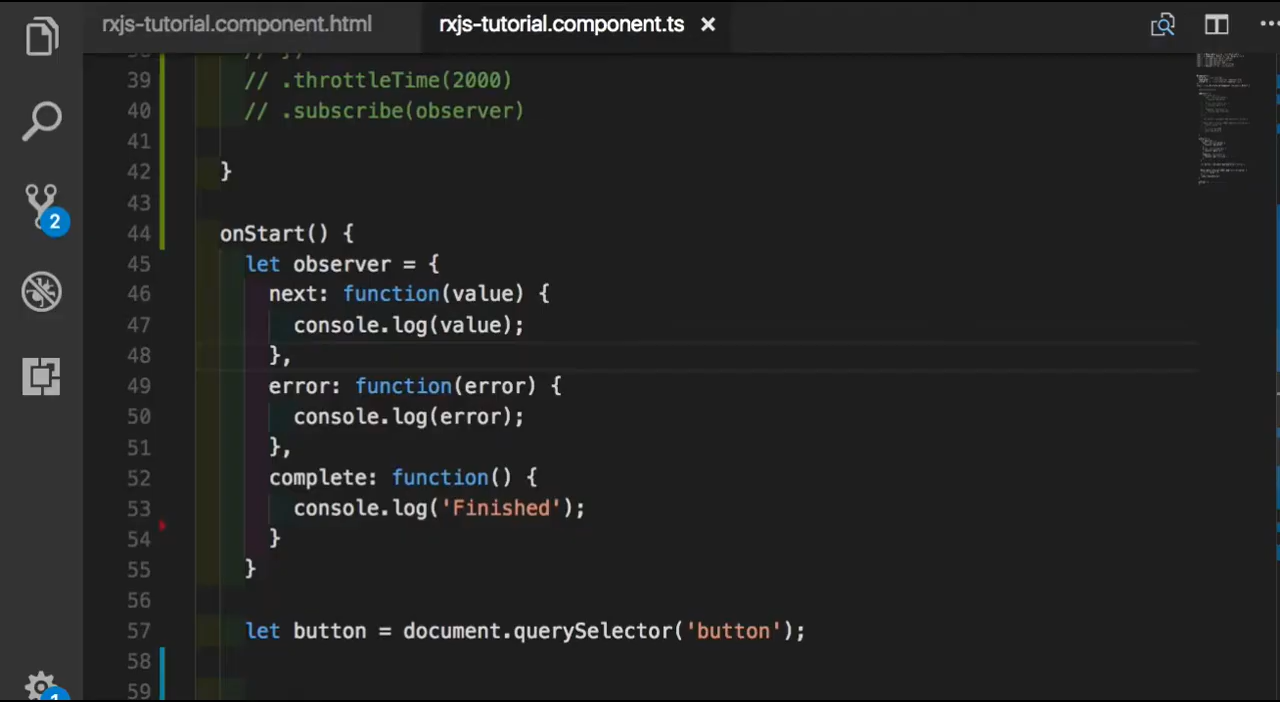 rxjs-tutorial.component.html rxjs-tutorial.component.ts ×
39 // .throttleTime(2000)
40 // .subscribe(observer)
41
42 }
43
44 onStart() {
45 let observer = {
46 next: function(value) {
47 console.log(value);
48 },
49 error: function(error) {
50 console.log(error);
51 },
52 complete: function() {
53 console.log('Finished');
54 }
55 }
56
57 let button = document.querySelector('button');
58
59
2
1